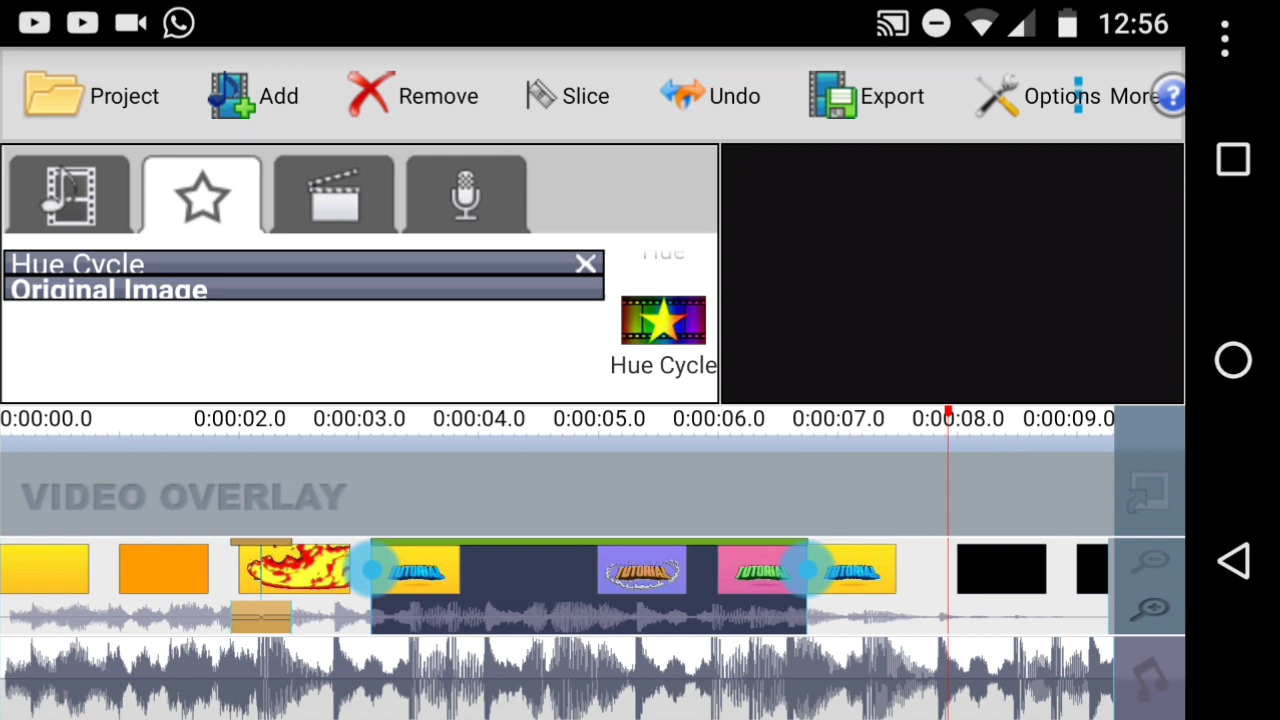 12:56
Project Add Remove Slice Undo Export Options More ?
Hue
Hue Cycle
Original Image
Hue Cycle
0:00:00.0 0:00:02.0 0:00:03.0 0:00:04.0 0:00:05.0 0:00:06.0 0:00:07.0 0:00:08.0 0:00:09.0
VIDEO OVERLAY
TUTORIAL TUTORIAL TUTORIAL TUTORIAL